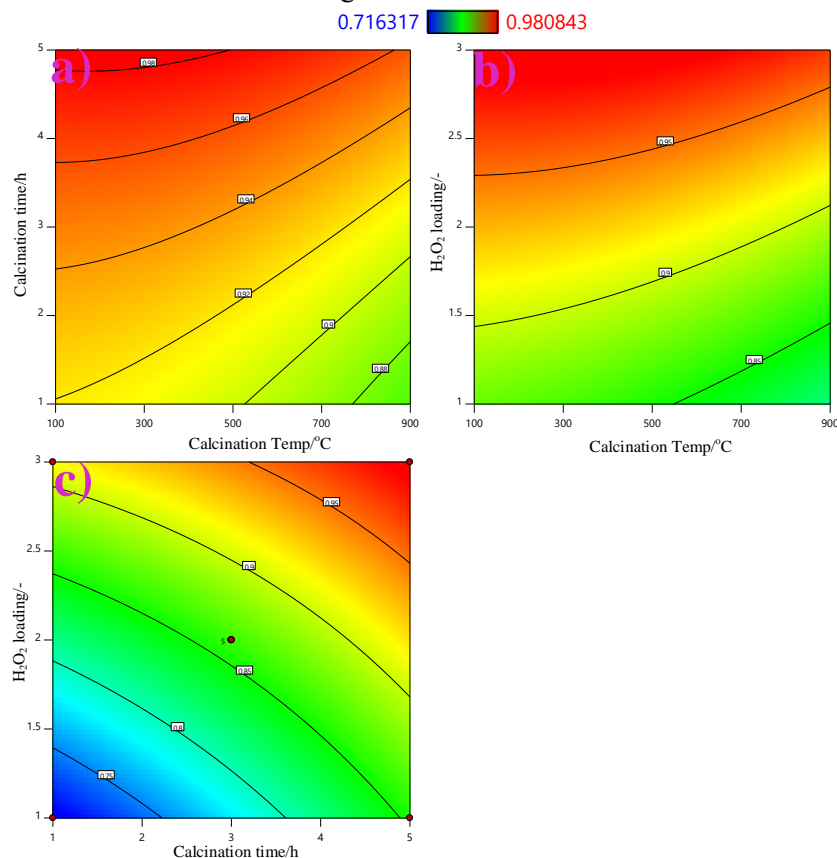 0.716317 0.980843
a)
5
4
3
2
1
Calcination time/h
0.98
0.96
0.94
0.92
0.9
0.88
100 300 500 700 900
Calcination Temp/°C
b)
3
2.5
2
1.5
1
H₂O₂ loading/-
0.95
0.9
0.85
100 300 500 700 900
Calcination Temp/°C
c)
3
2.5
2
1.5
1
H₂O₂ loading/-
0.95
0.9
5
0.85
0.8
0.75
1 2 3 4 5
Calcination time/h